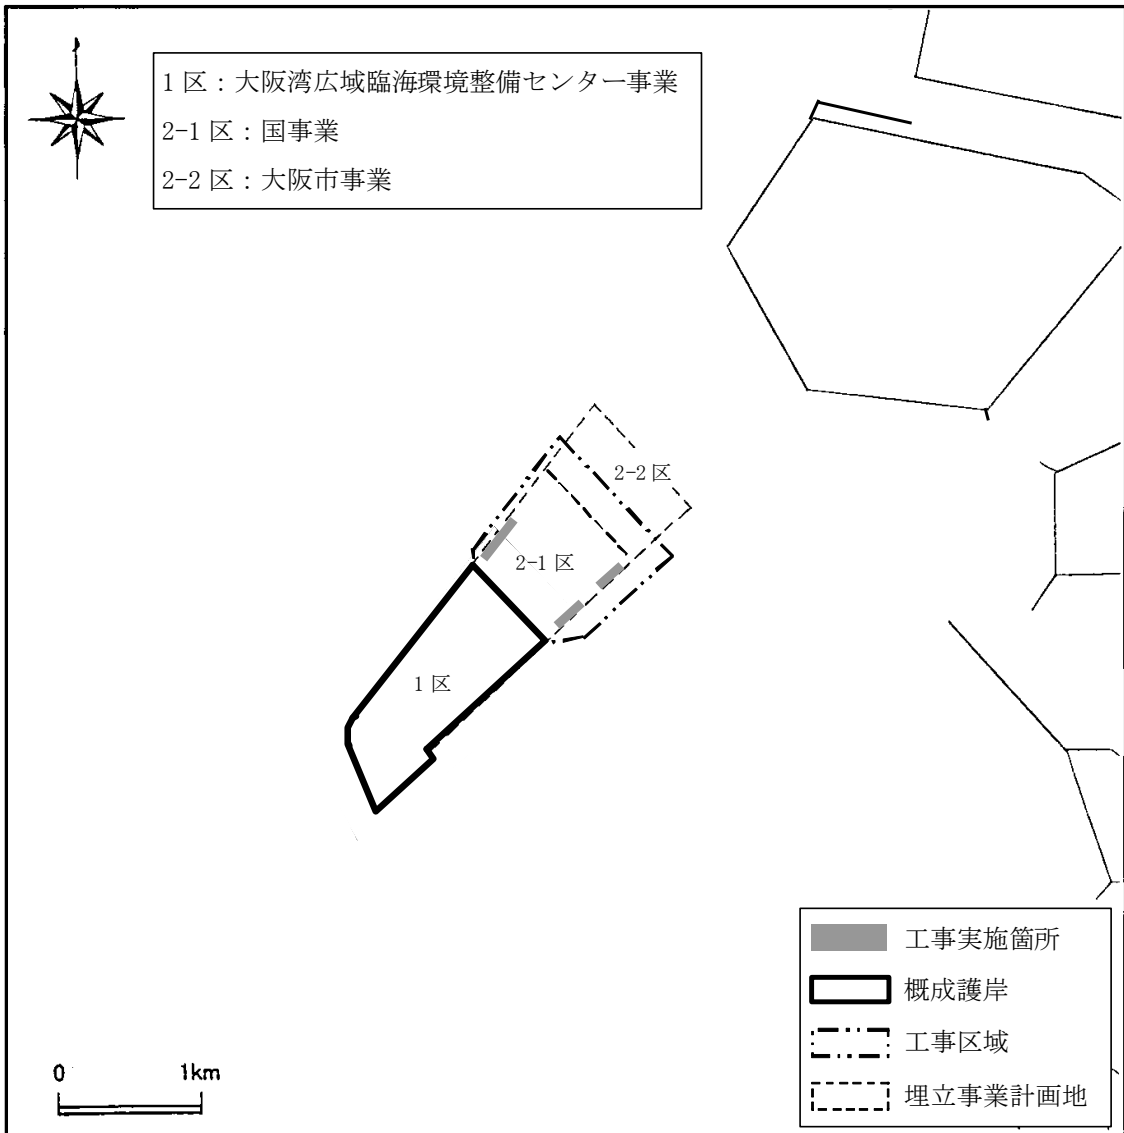 1 区：大阪湾広域臨海環境整備センター事業
2-1 区：国事業
2-2 区：大阪市事業
2-2 区
2-1 区
1 区
工事実施箇所
概成護岸
工事区域
埋立事業計画地
0 1km